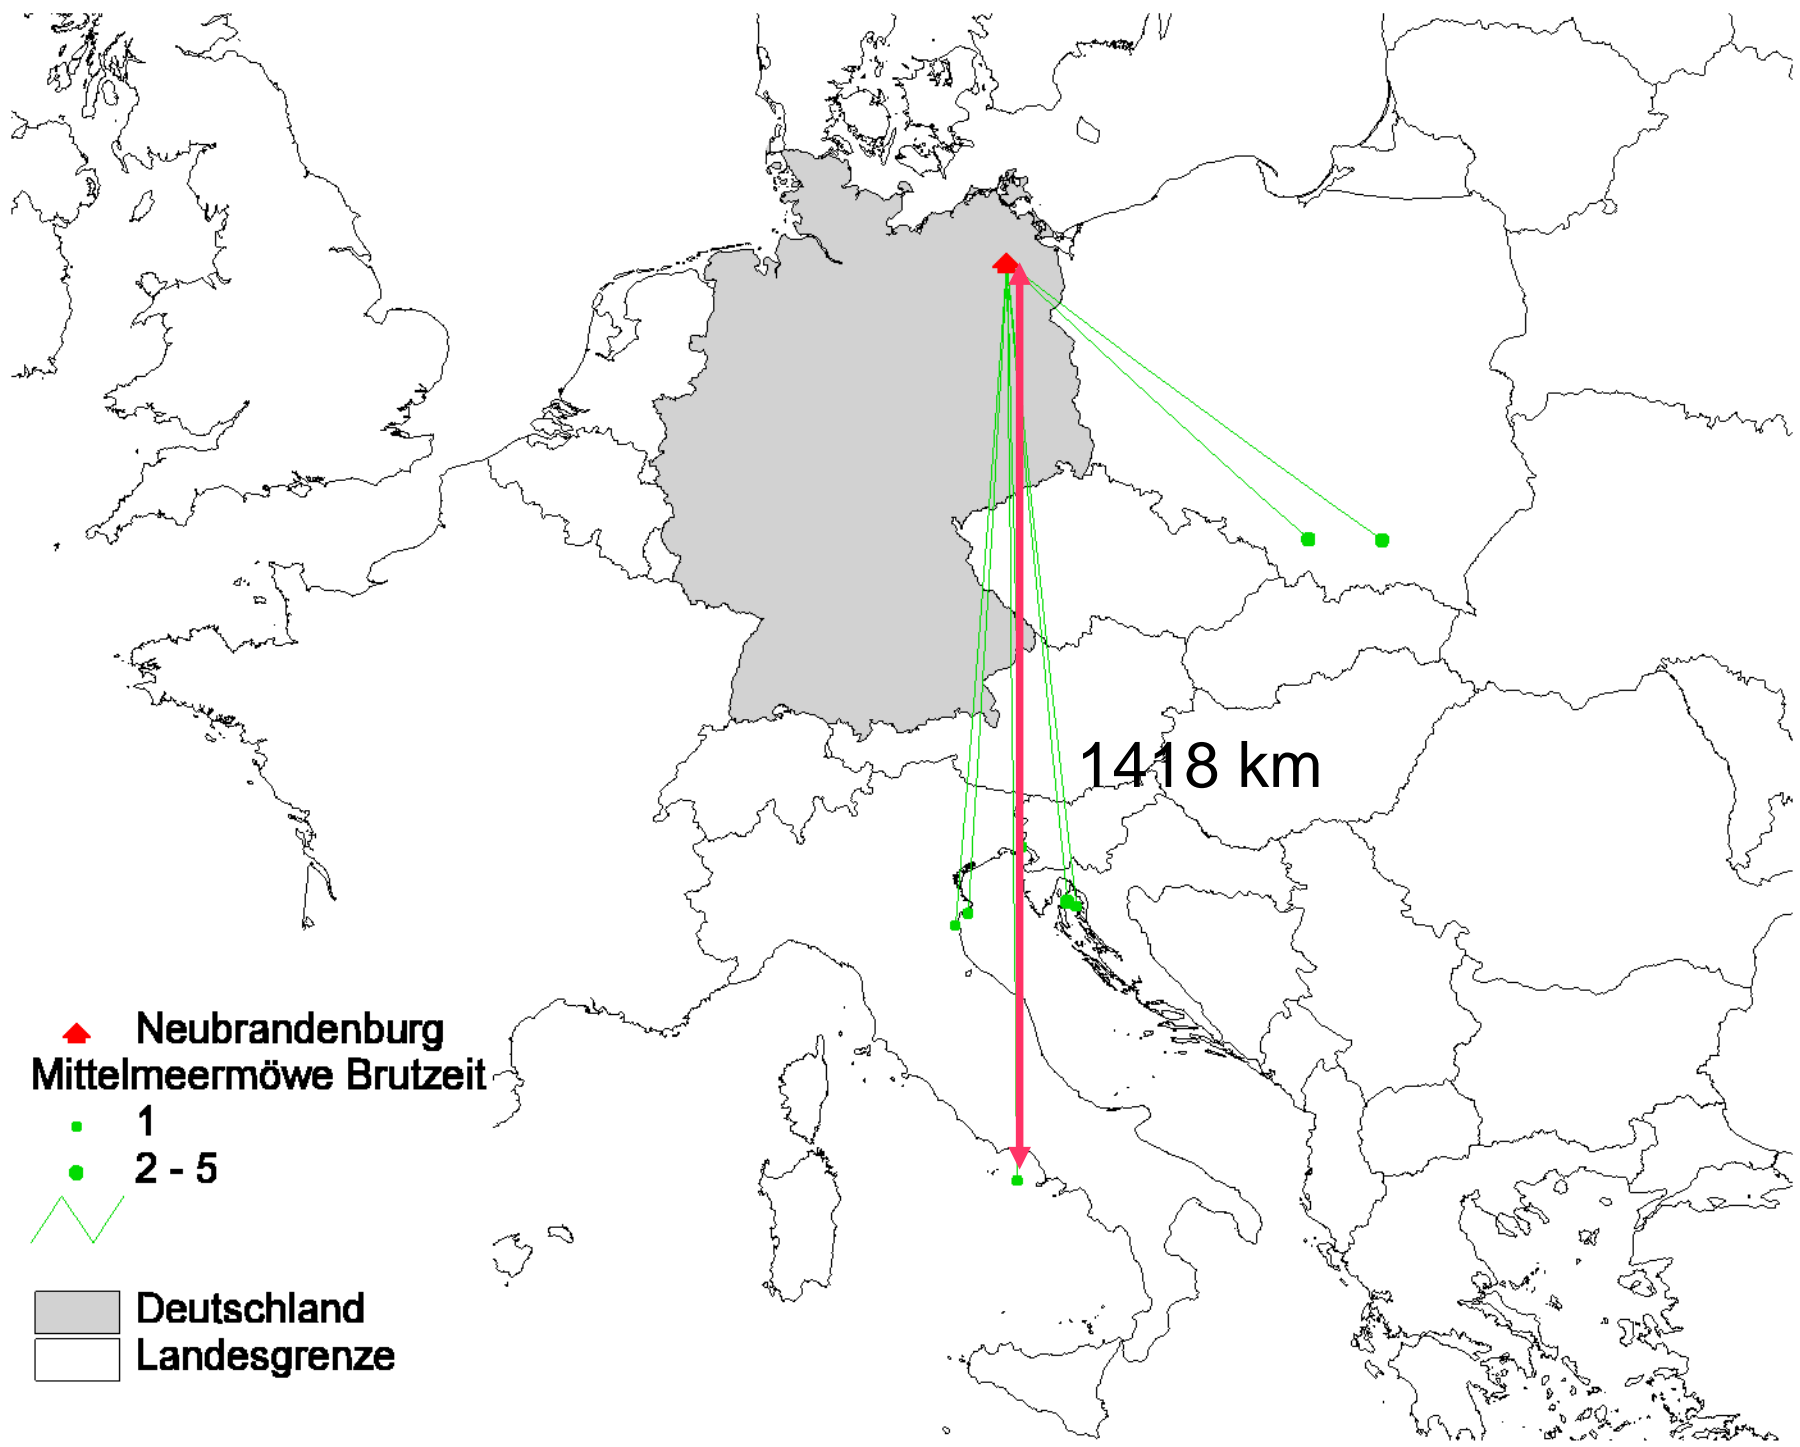 1418 km
Neubrandenburg
Mittelmeermöwe Brutzeit
1
2 - 5
Deutschland
Landesgrenze